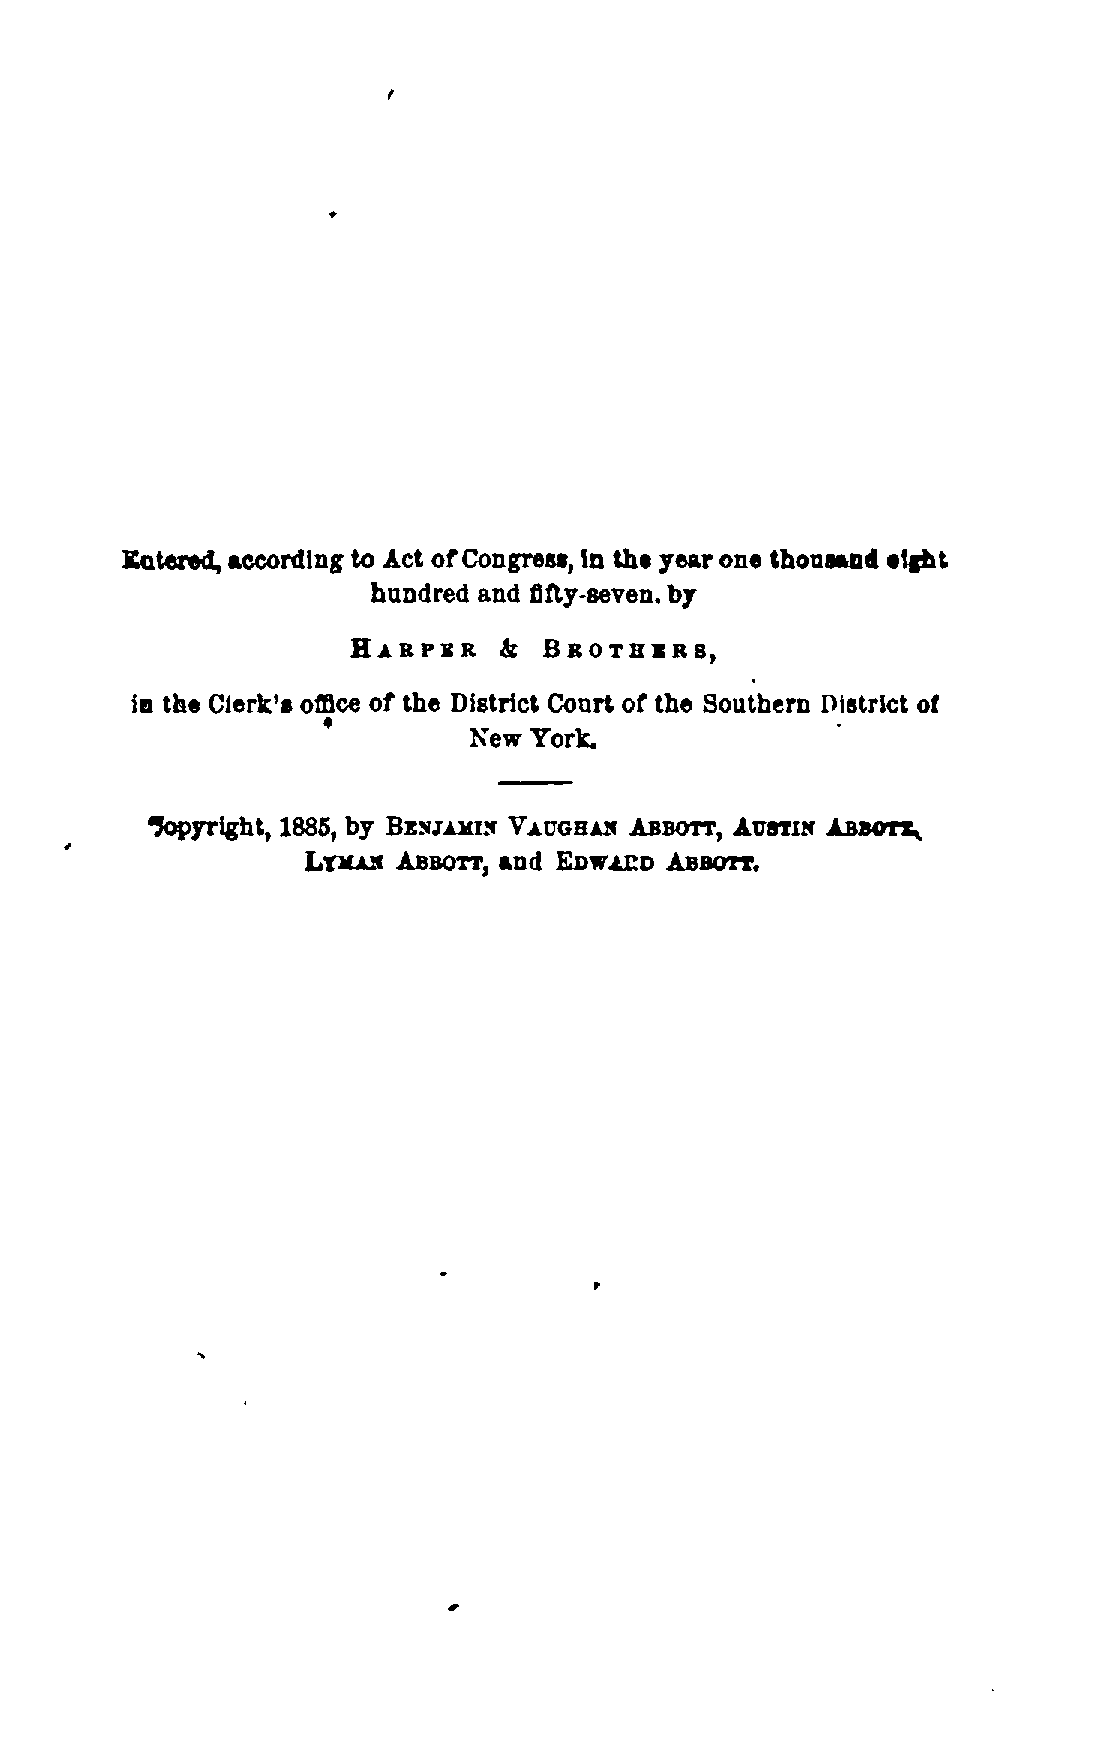 Entered, according to Act of Congress, in the year one thousand eight
hundred and fifty-seven, by
HARPER & BROTHERS,
in the Clerk's office of the District Court of the Southern District of
New York.
Copyright, 1885, by BENJAMIN VAUGHAN ABBOTT, AUSTIN ABBOTT,
LYMAN ABBOTT, and EDWARD ABBOTT.